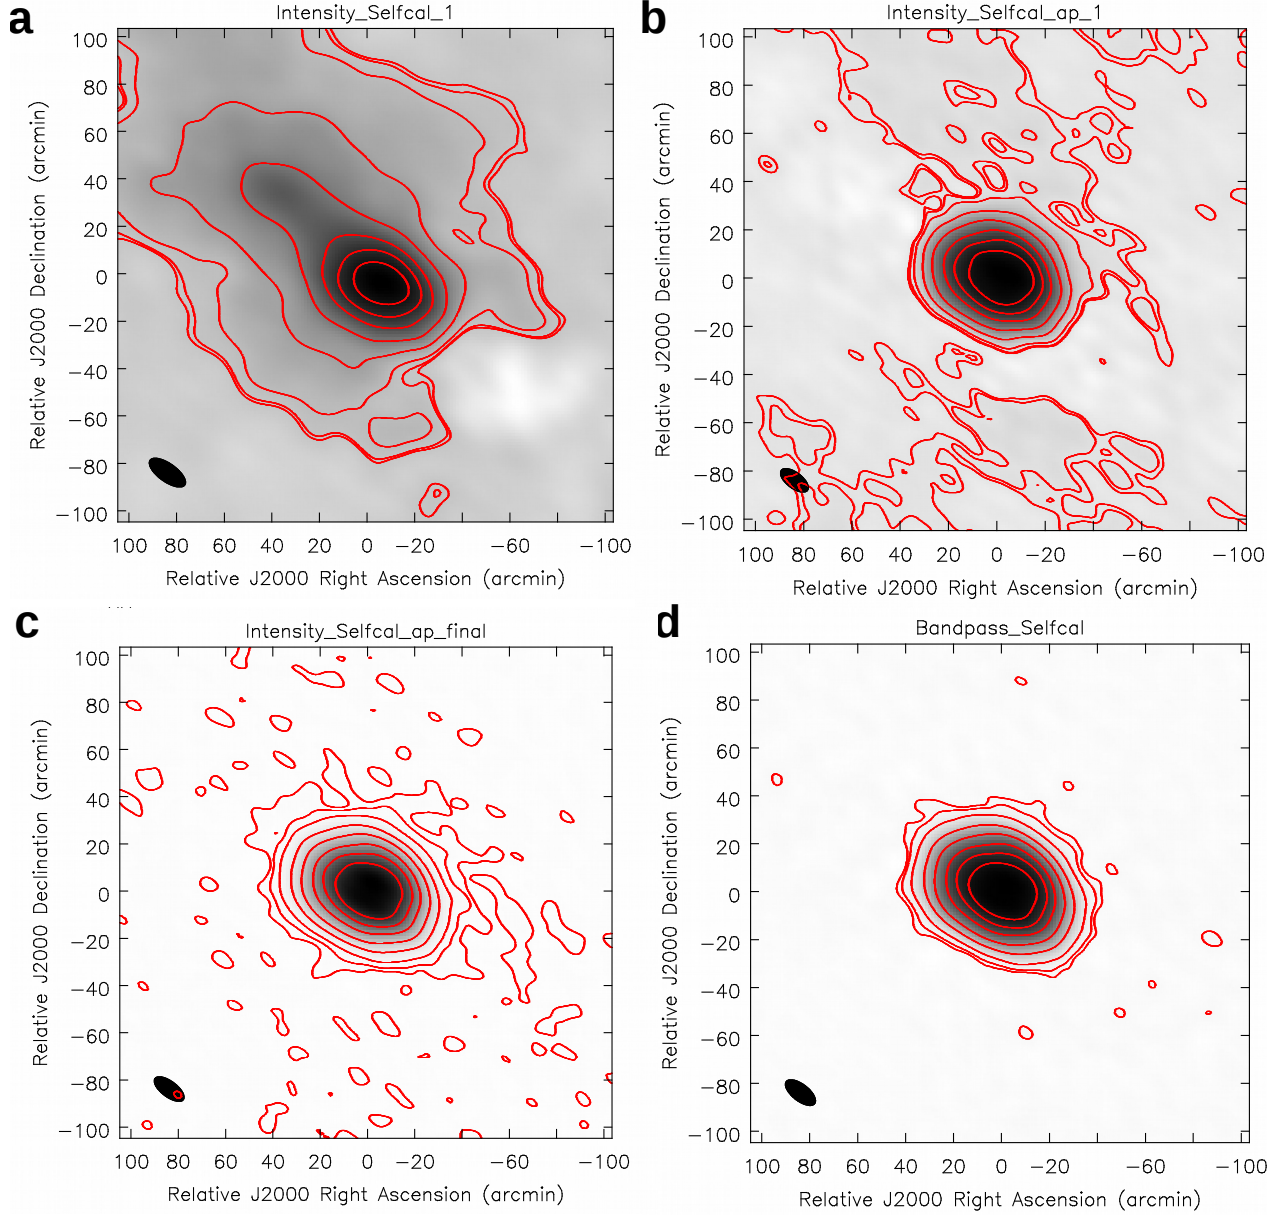 a
Intensity_Selfcal_1
100
80
60
40
20
0
−20
−40
−60
−80
−100
Relative J2000 Declination (arcmin)
100 80 60 40 20 0 −20 −60 −100
Relative J2000 Right Ascension (arcmin)
b
Intensity_Selfcal_ap_1
100
80
60
40
20
0
−20
−40
−60
−80
−100
Relative J2000 Declination (arcmin)
100 80 60 40 20 0 −20 −60 −100
Relative J2000 Right Ascension (arcmin)
c
Intensity_Selfcal_ap_final
100
80
60
40
20
0
−20
−40
−60
−80
−100
Relative J2000 Declination (arcmin)
100 80 60 40 20 0 −20 −60 −100
Relative J2000 Right Ascension (arcmin)
d
Bandpass_Selfcal
100
80
60
40
20
0
−20
−40
−60
−80
−100
Relative J2000 Declination (arcmin)
100 80 60 40 20 0 −20 −60 −100
Relative J2000 Right Ascension (arcmin)